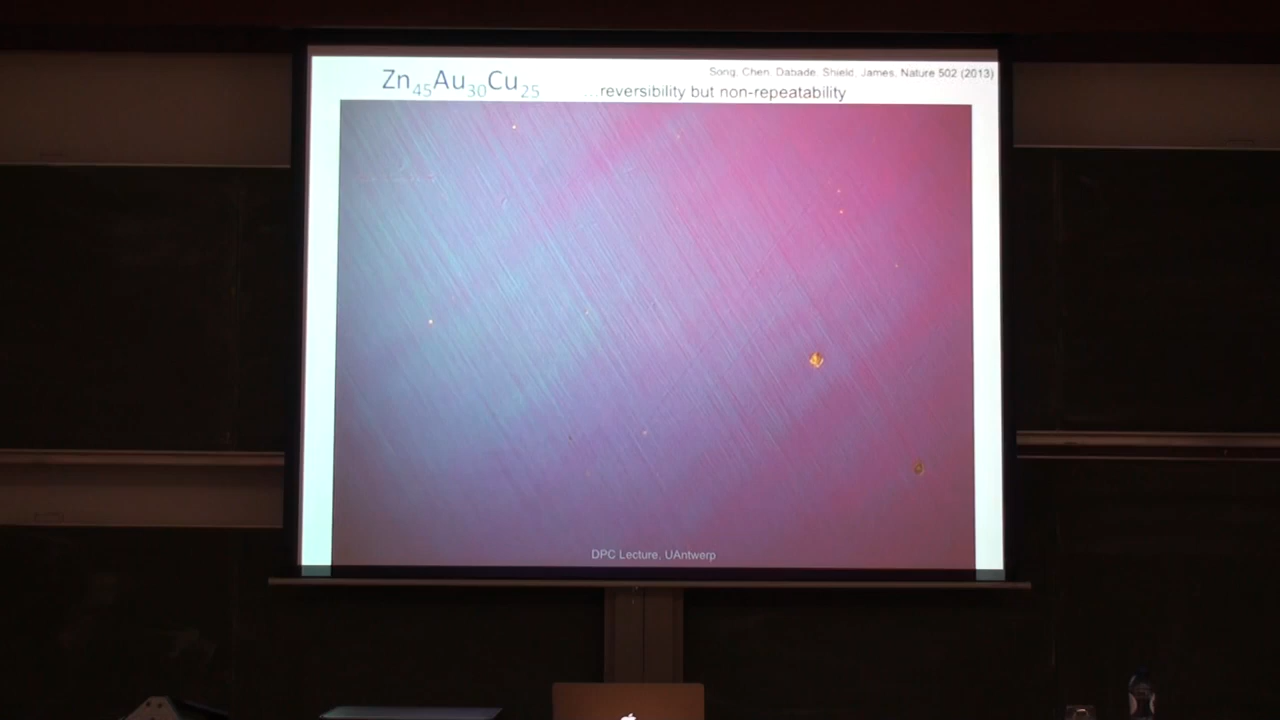 Song, Chen, Dabade, Shield, James, Nature 502 (2013)
Zn45Au30Cu25
...reversibility but non-repeatability
DPC Lecture, UAntwerp